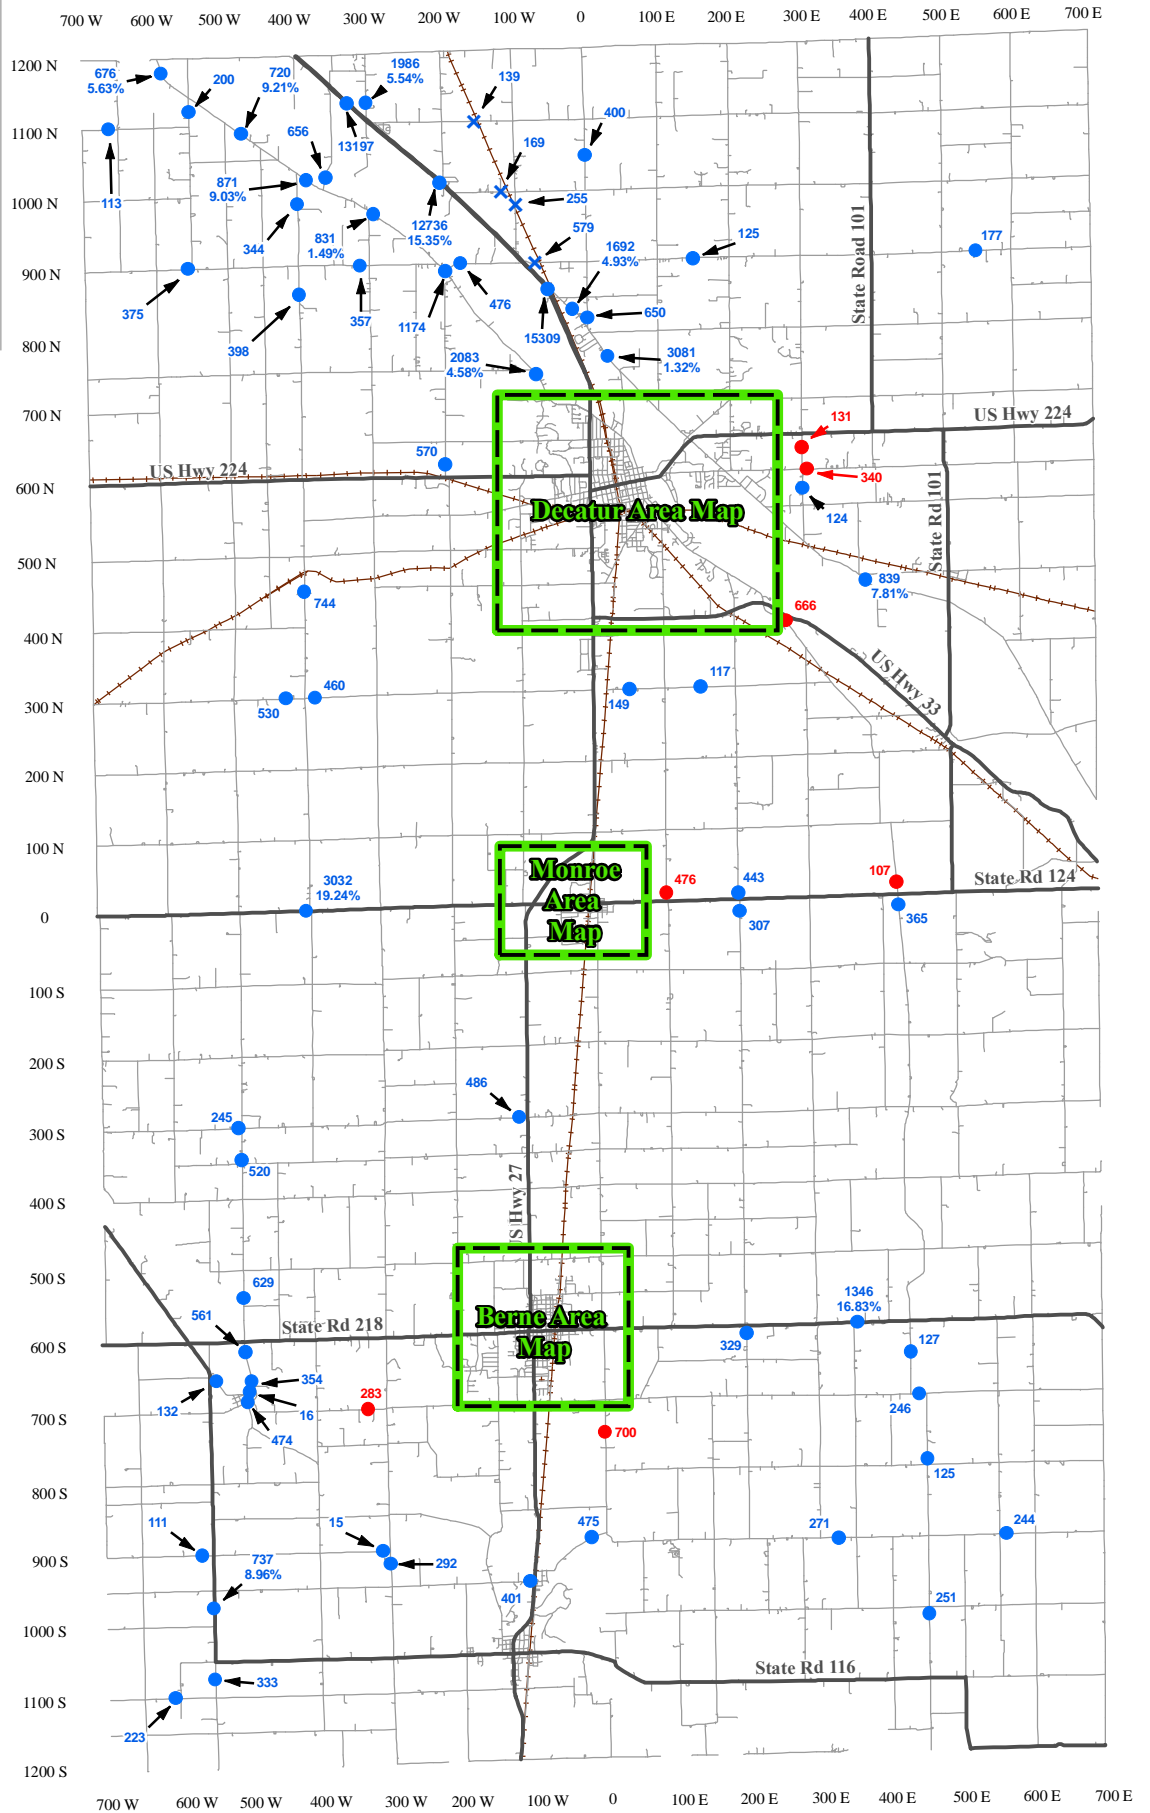 700 W 600 W 500 W 400 W 300 W 200 W 100 W 0 100 E 200 E 300 E 400 E 500 E 600 E 700 E
1200 N
676
5.63%
200
720
9.21%
1986
5.54%
139
400
1100 N
656
13197
169
113
871
9.03%
1000 N
344
831
1.49%
12736
15.35%
255
579
1692
4.93%
125
177
State Road 101
900 N
375
398
357
1174
476
15309
650
800 N
2083
4.58%
3081
1.32%
700 N
131
US Hwy 224
570
US Hwy 224
340
600 N
124
Decatur Area Map
State Rd 101
500 N
744
839
7.81%
666
400 N
US Hwy 33
117
460
530
149
300 N
200 N
100 N
Monroe
Area
Map
476
443
107
State Rd 124
3032
19.24%
0
307
365
100 S
200 S
486
245
300 S
520
US Hwy 27
400 S
500 S
629
561
1346
16.83%
State Rd 218
Berne Area
Map
329
127
600 S
354
132
16
283
246
700 S
474
700
125
800 S
111
15
475
271
244
900 S
737
8.96%
292
401
251
1000 S
State Rd 116
333
1100 S
223
1200 S
700 W 600 W 500 W 400 W 300 W 200 W 100 W 0 100 E 200 E 300 E 400 E 500 E 600 E 700 E